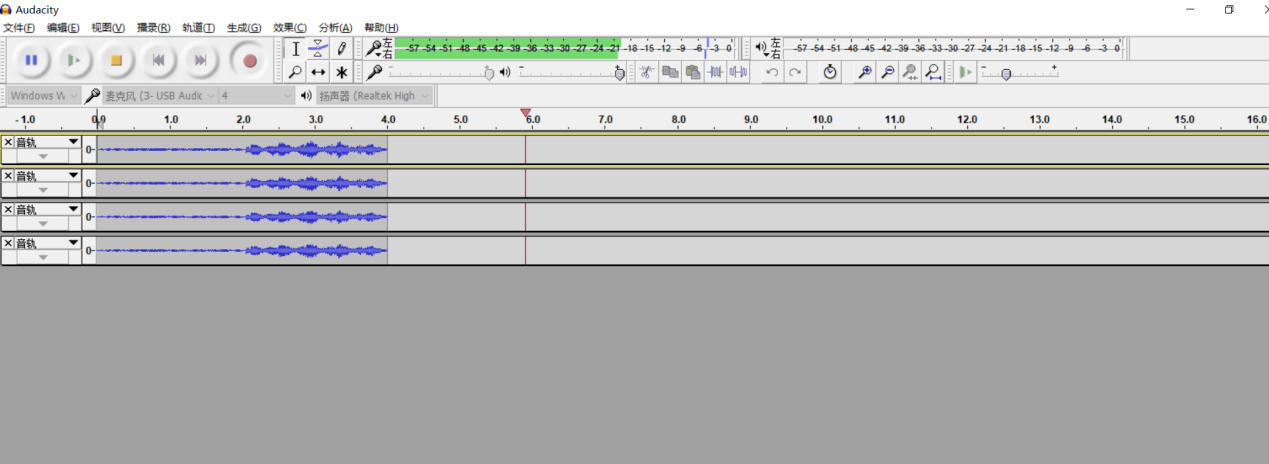 Audacity
文件(F) 编辑(E) 视图(V) 播录(R) 轨道(T) 生成(G) 效果(C) 分析(A) 帮助(H)
左 -57 -54 -51 -48 -45 -42 -39 -36 -33 -30 -27 -24 -21 -18 -15 -12 -9 -6 -3 0 左 -57 -54 -51 -48 -45 -42 -39 -36 -33 -30 -27 -24 -21 -18 -15 -12 -9 -6 -3 0
右 右
Windows W 麦克风 (3- USB Audic 4 扬声器 (Realtek High
-1.0 0.0 1.0 2.0 3.0 4.0 5.0 6.0 7.0 8.0 9.0 10.0 11.0 12.0 13.0 14.0 15.0 16.0
音轨 0-
音轨 0-
音轨 0-
音轨 0-